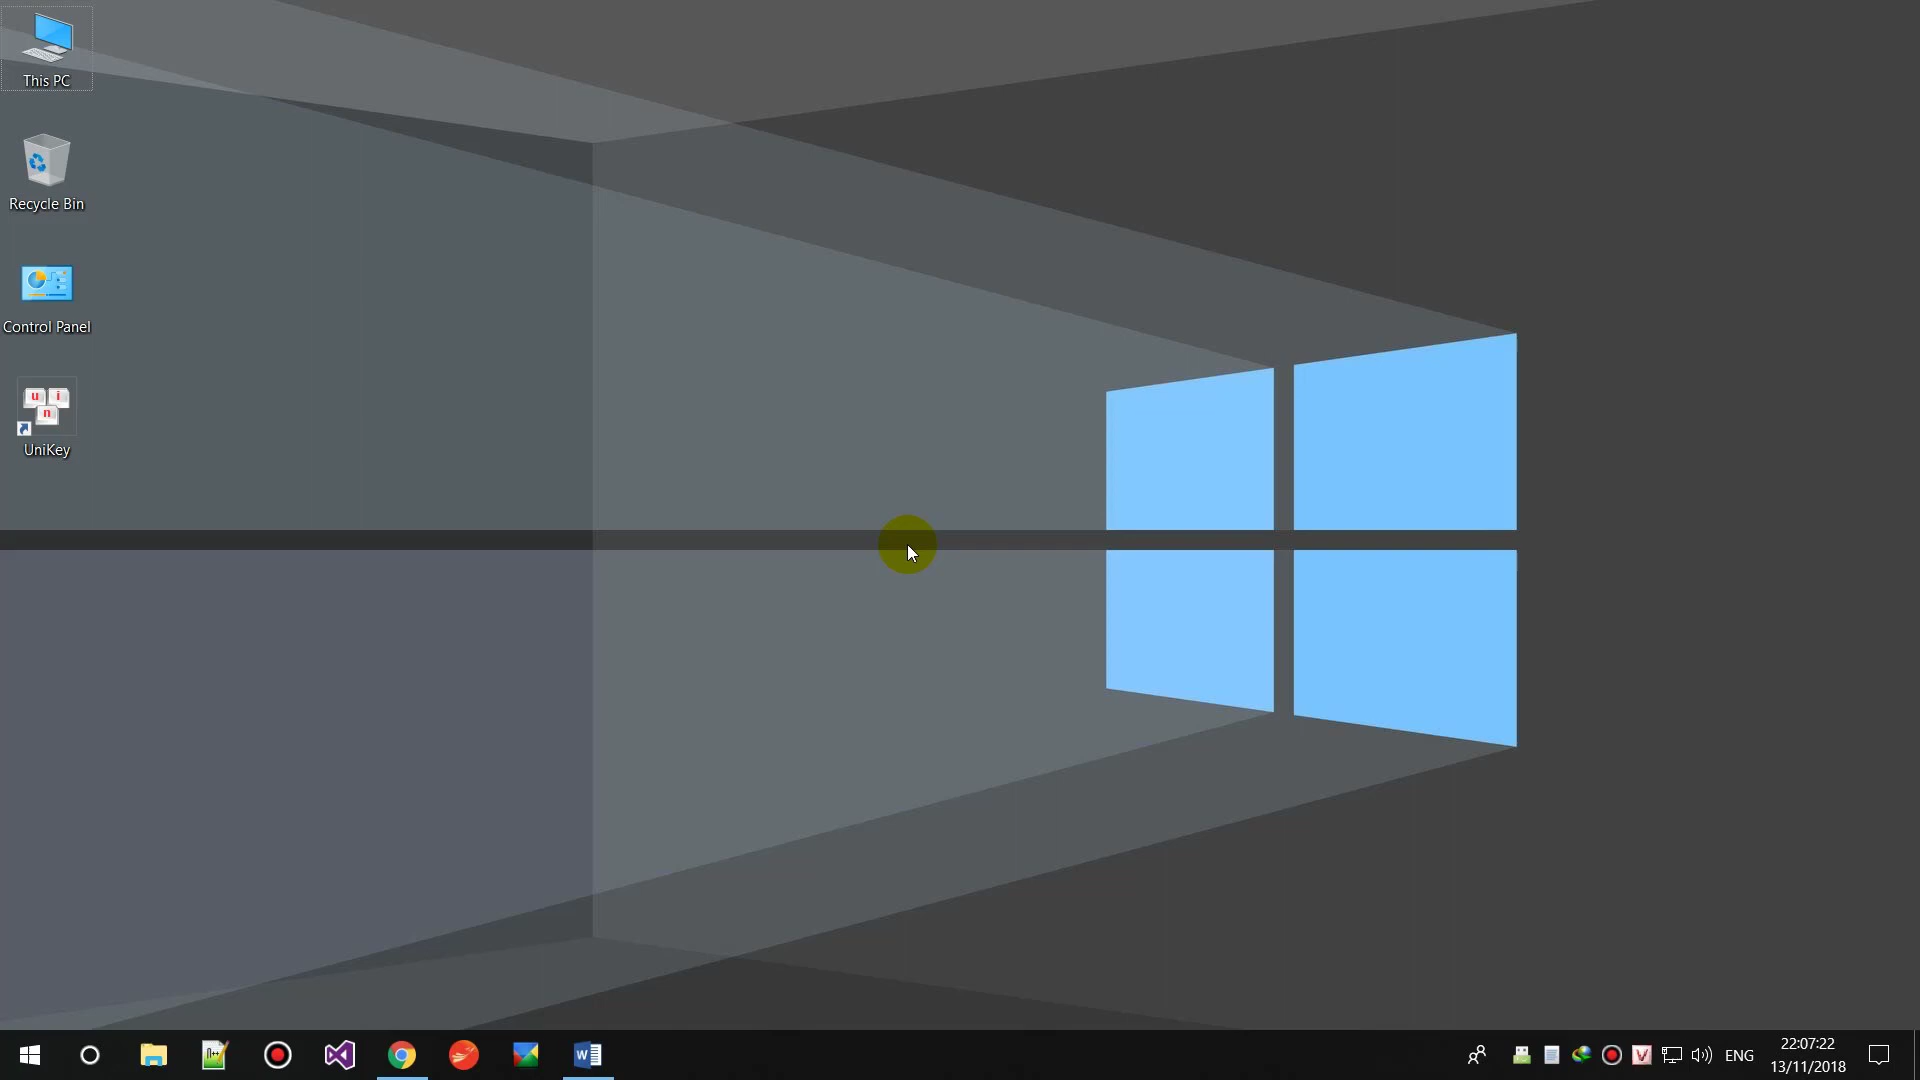 This PC
Recycle Bin
Control Panel
u i
n
UniKey
n++
W
V
ENG
22:07:22
13/11/2018